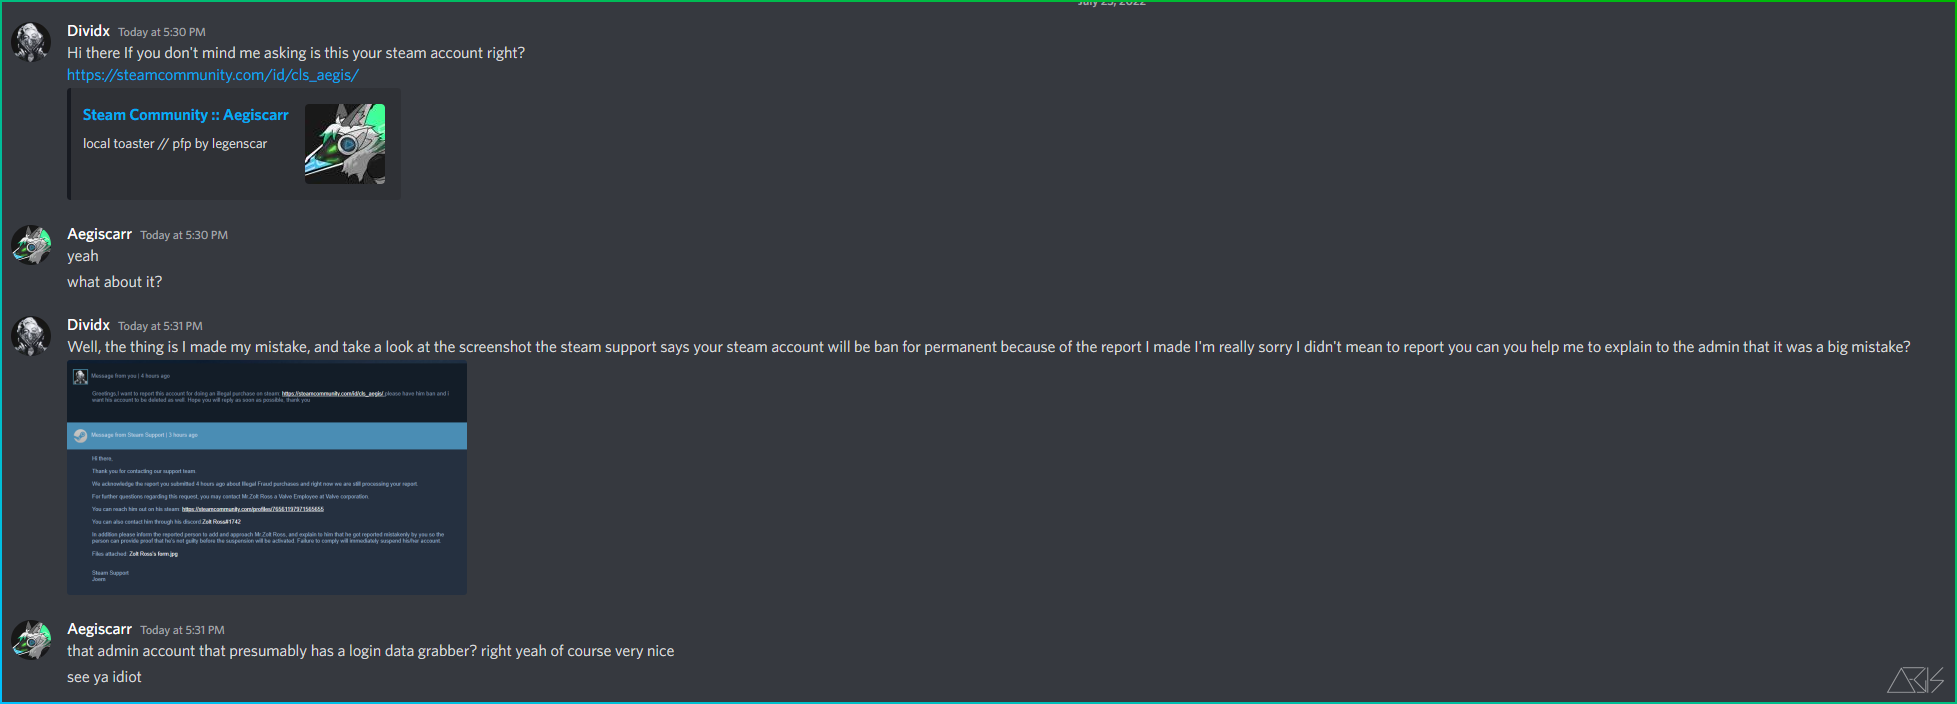 July 25, 2022
Dividx Today at 5:30 PM
Hi there If you don't mind me asking is this your steam account right?
https://steamcommunity.com/id/cls_aegis/
Steam Community :: Aegiscarr
local toaster // pfp by legenscar
Aegiscarr Today at 5:30 PM
yeah
what about it?
Dividx Today at 5:31 PM
Well, the thing is I made my mistake, and take a look at the screenshot the steam support says your steam account will be ban for permanent because of the report I made I'm really sorry I didn't mean to report you can you help me to explain to the admin that it was a big mistake?
Message from you | 4 hours ago
Greetings,I want to report this account for doing an illegal purchase on steam: https://steamcommunity.com/id/cls_aegis/ please have him ban and i
want his account to be deleted as well. Hope you will reply as soon as possible, thank you
Message from Steam Support | 3 hours ago
Hi there,
Thank you for contacting our support team.
We acknowledge the report you submitted 4 hours ago about Illegal Fraud purchases and right now we are still processing your report.
For further questions regarding this request, you may contact Mr.Zolt Ross a Valve Employee at Valve corporation.
You can reach him out on his steam: https://steamcommunity.com/profiles/76561197971565655
You can also contact him through his discord:Zolt Ross#1742
In addition please inform the reported person to add and approach Mr.Zolt Ross, and explain to him that he got reported mistakenly by you so the
person can provide proof that he's not guilty before the suspension will be activated. Failure to comply will immediately suspend his/her account.
Files attached: Zolt Ross's form.jpg
Steam Support
Aegiscarr Today at 5:31 PM
that admin account that presumably has a login data grabber? right yeah of course very nice
see ya idiot